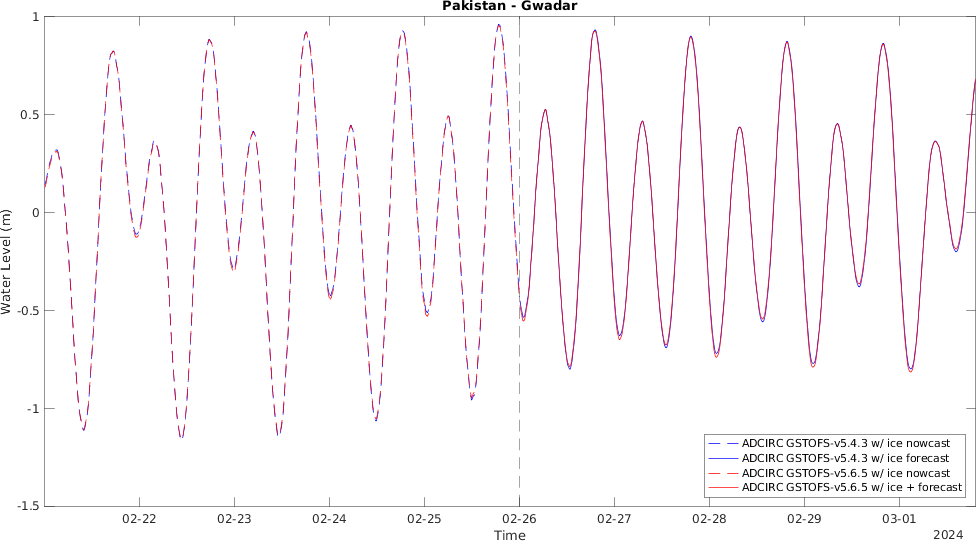 Pakistan - Gwadar
1
0.5
0
-0.5
-1
-1.5
Water Level (m)
ADCIRC GSTOFS-v5.4.3 w/ ice nowcast
ADCIRC GSTOFS-v5.4.3 w/ ice forecast
ADCIRC GSTOFS-v5.6.5 w/ ice nowcast
ADCIRC GSTOFS-v5.6.5 w/ ice + forecast
02-22 02-23 02-24 02-25 02-26 02-27 02-28 02-29 03-01
Time
2024